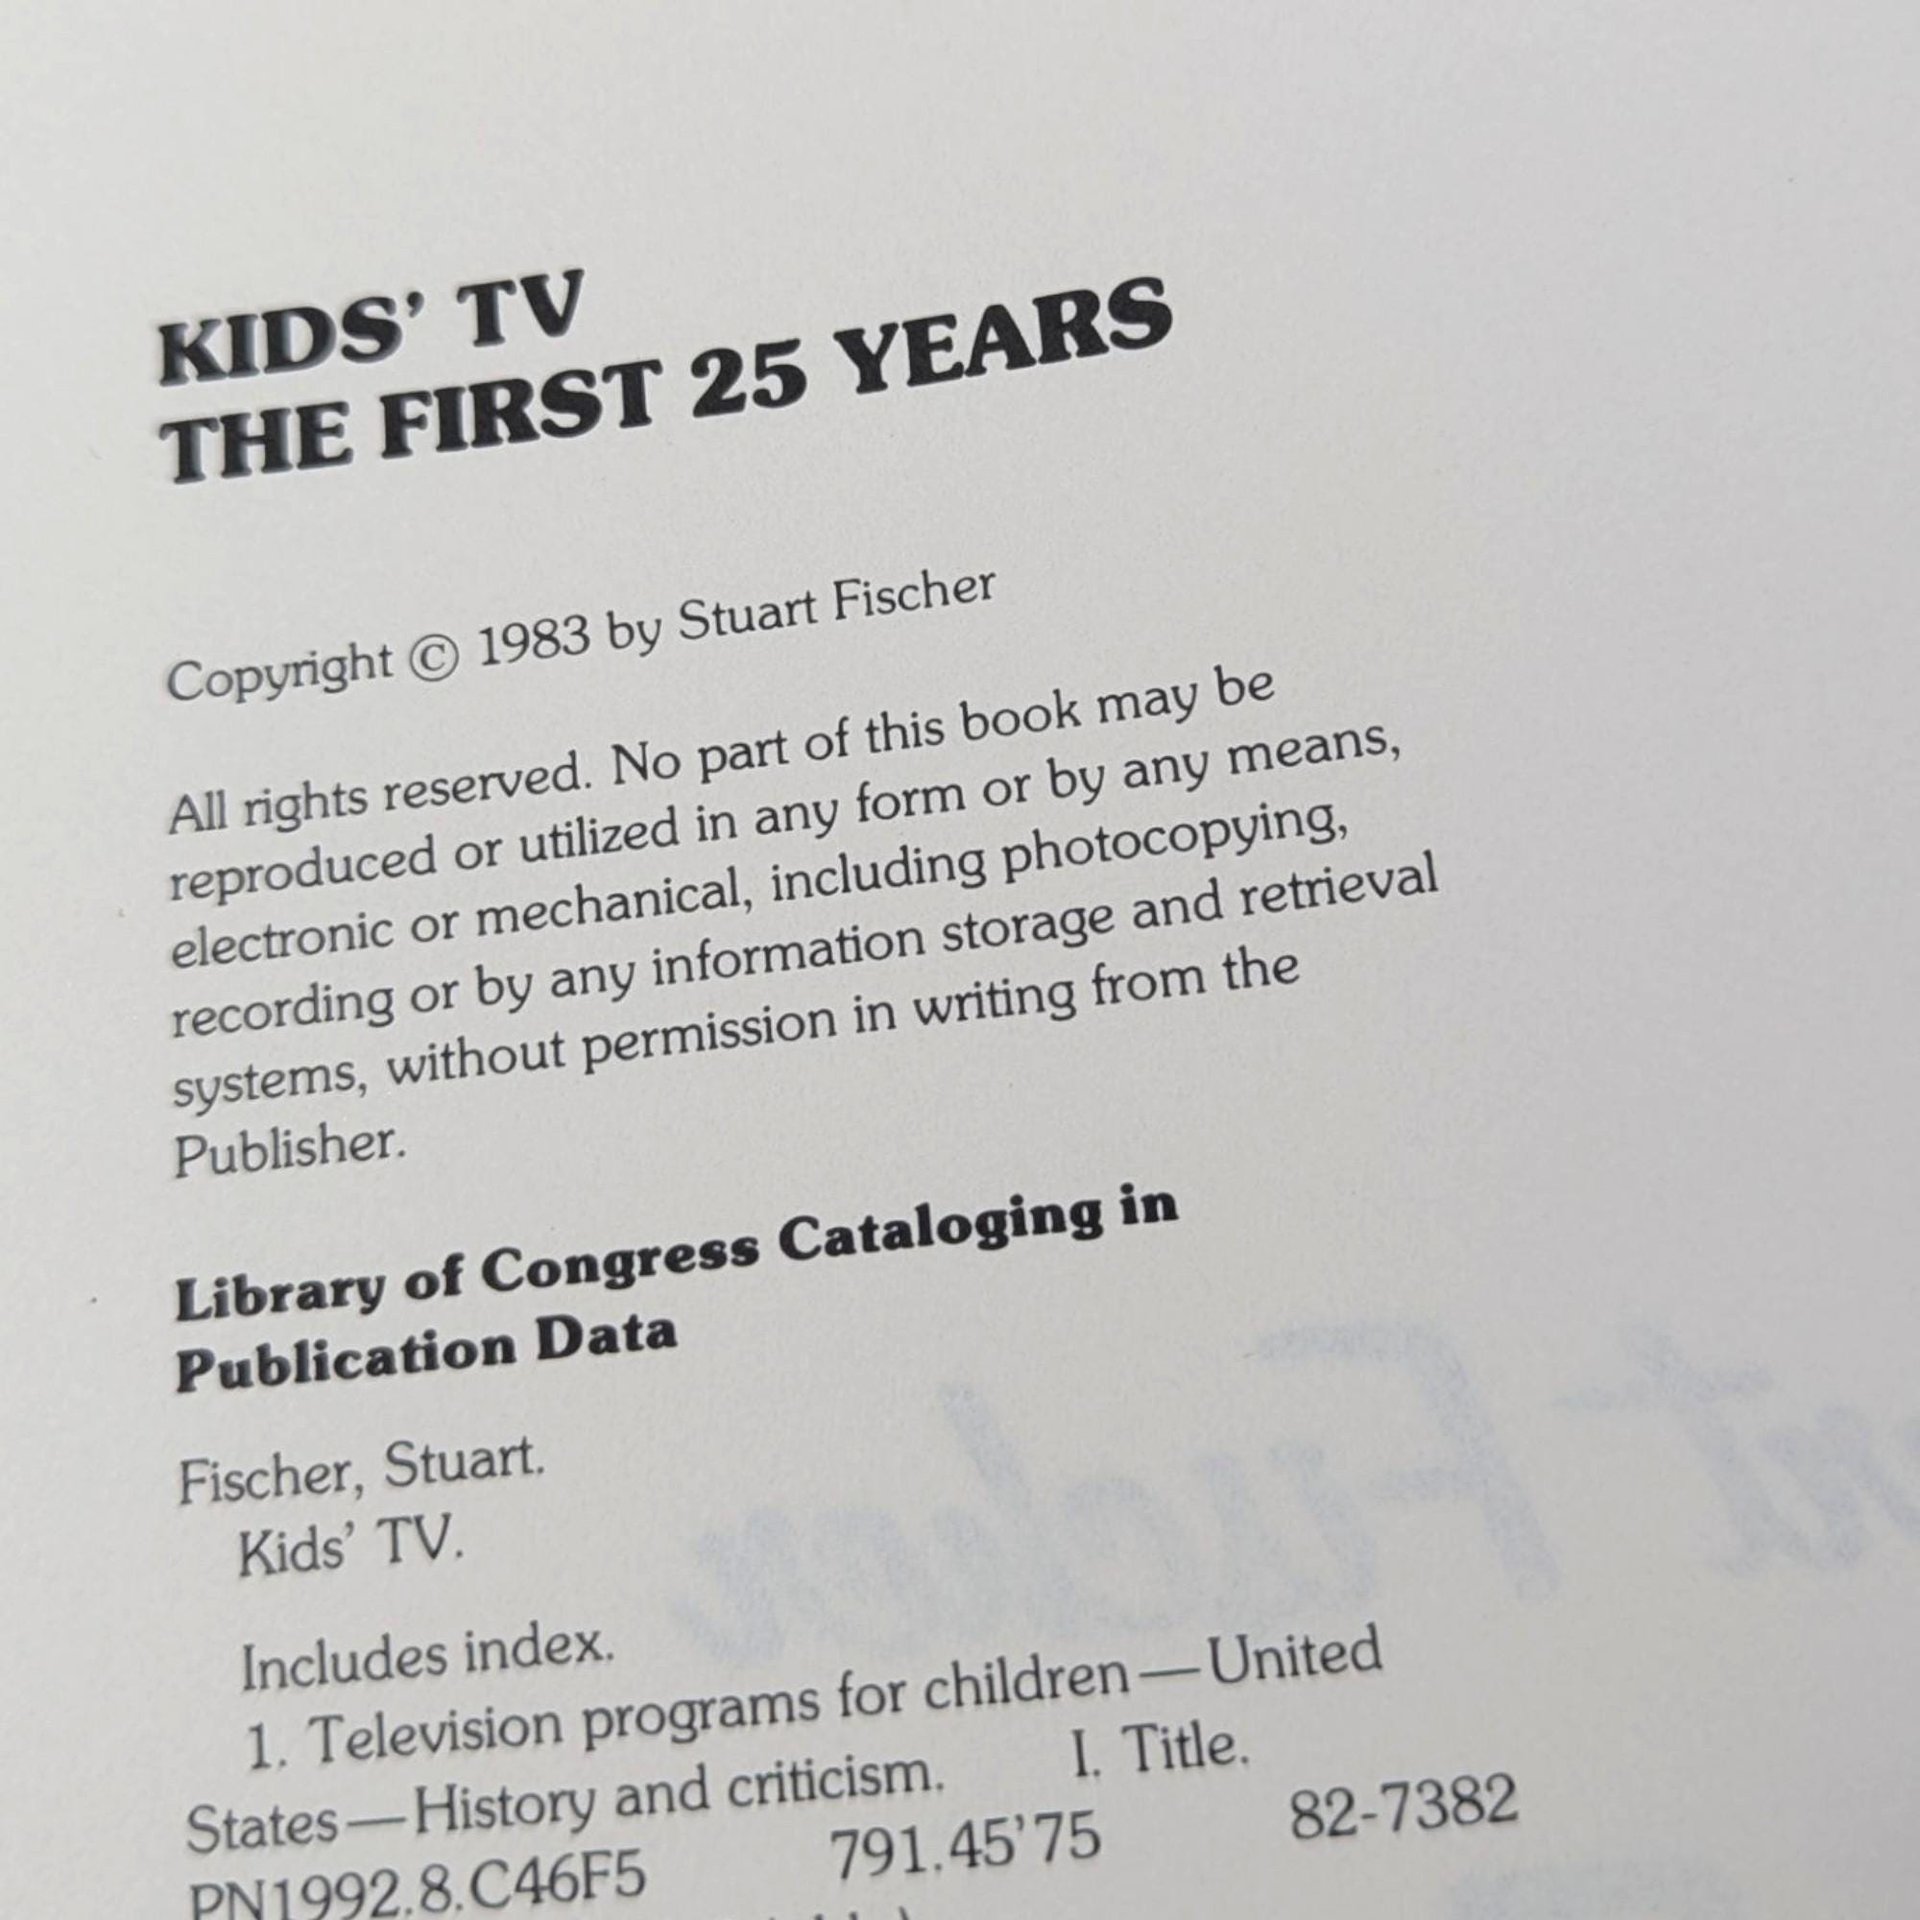 KIDS’ TV
THE FIRST 25 YEARS
Copyright © 1983 by Stuart Fischer
All rights reserved. No part of this book may be
reproduced or utilized in any form or by any means,
electronic or mechanical, including photocopying,
recording or by any information storage and retrieval
systems, without permission in writing from the
Publisher.
Library of Congress Cataloging in
Publication Data
Fischer, Stuart.
Kids’ TV.
Includes index.
1. Television programs for children—United
States—History and criticism. I. Title.
PN1992.8.C46F5 791.45’75 82-7382